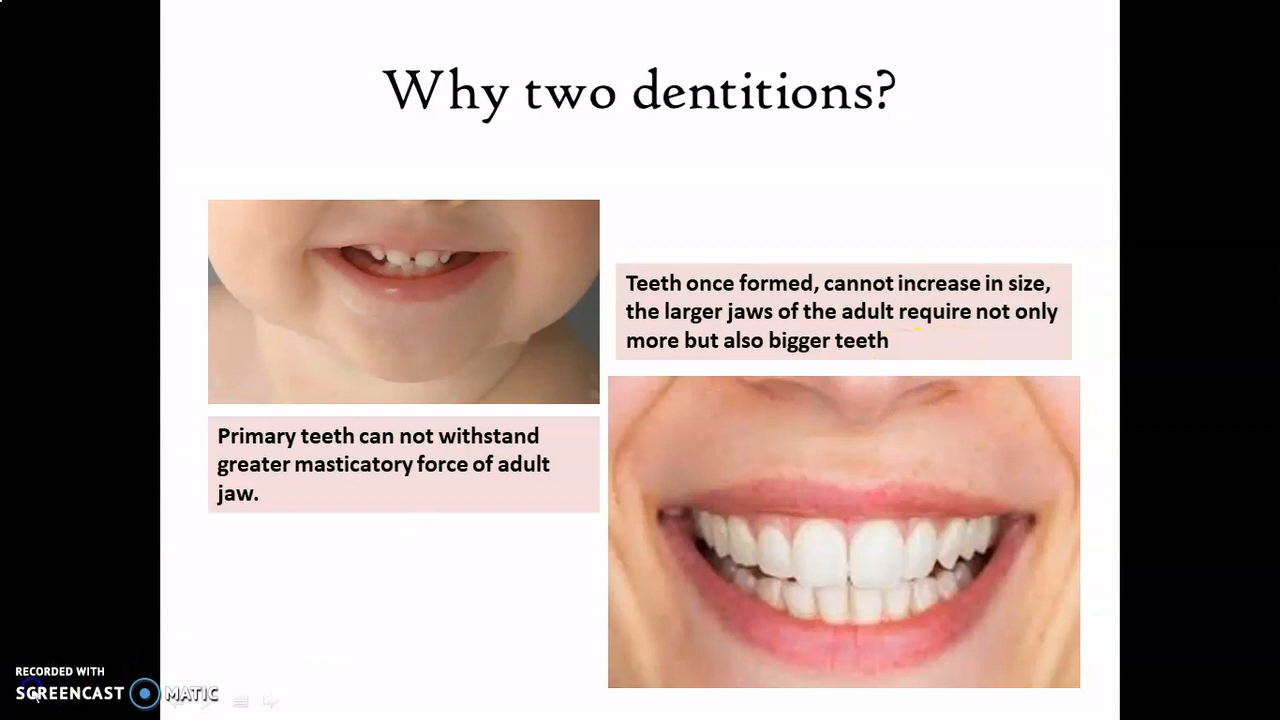 Why two dentitions?
Teeth once formed, cannot increase in size,
the larger jaws of the adult require not only
more but also bigger teeth
Primary teeth can not withstand
greater masticatory force of adult
jaw.
RECORDED WITH
SCREENCAST MATIC